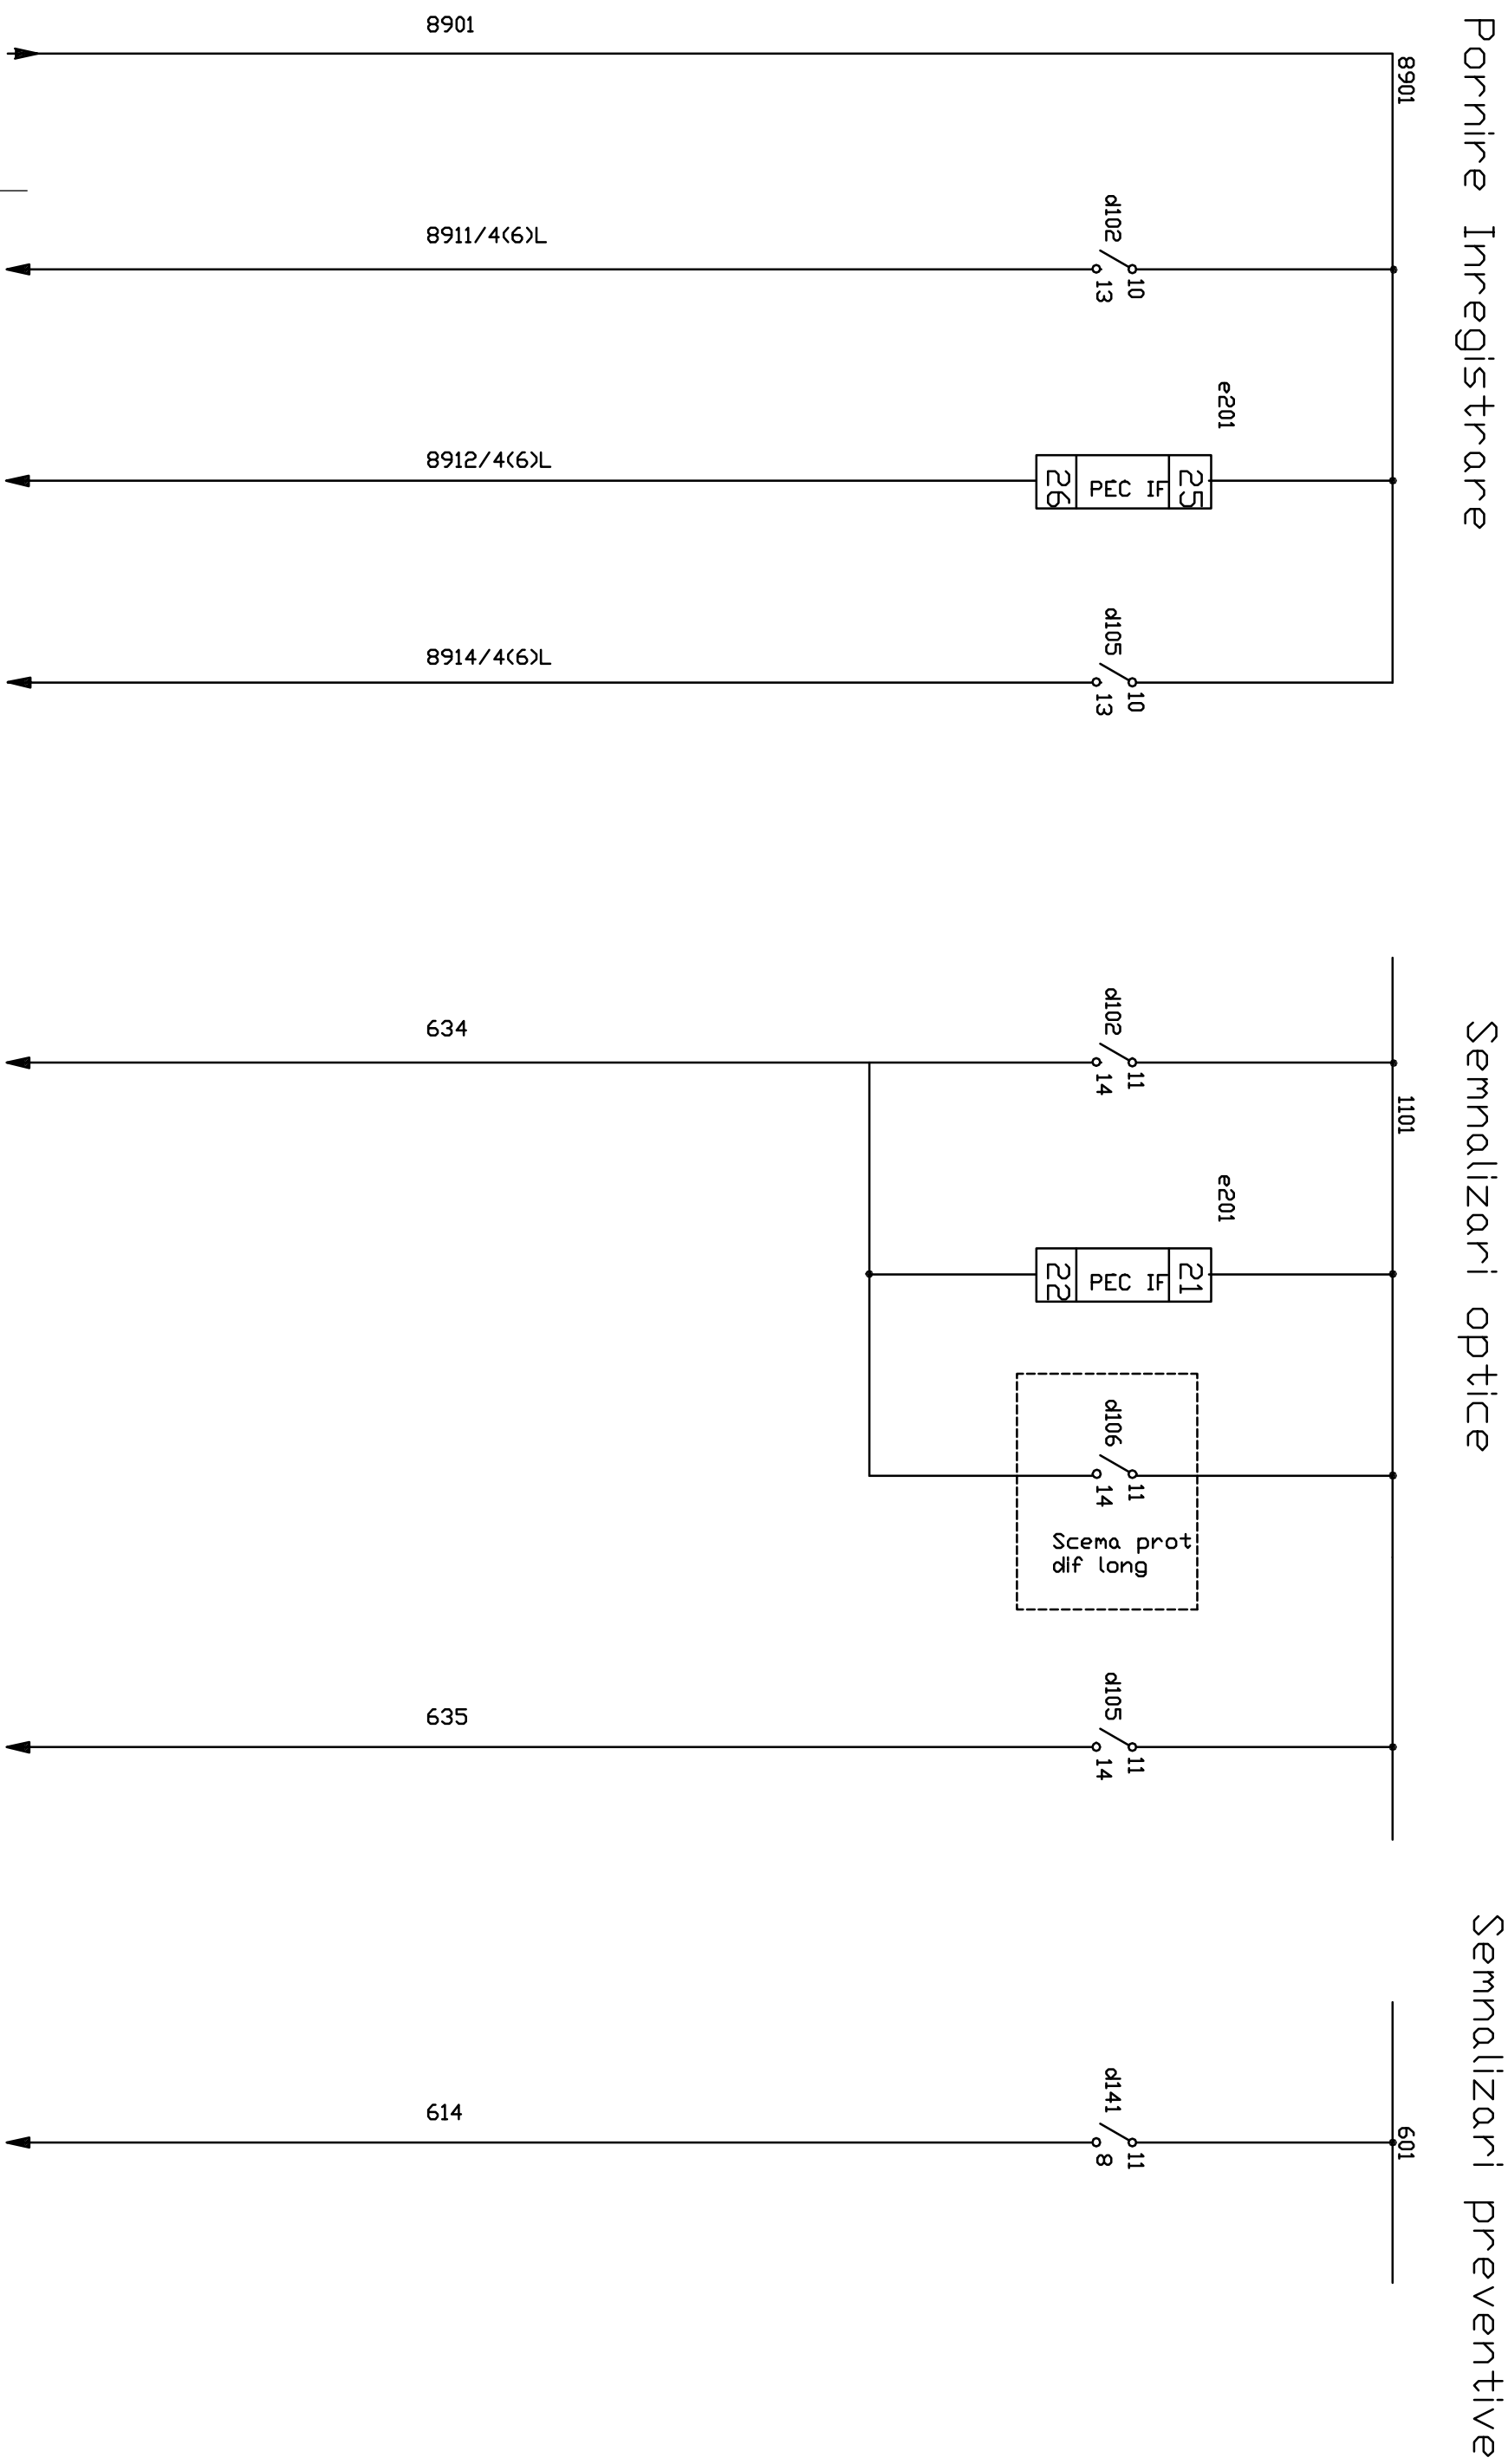 Pornire Inregistrare
8901
8901
d102
10
13
8911/4(6)L
e201
25
PEC IF
26
8912/4(6)L
d105
10
13
8914/4(6)L
Semnalizari optice
1101
d102
11
14
634
e201
21
PEC IF
22
d106
11
14
Scema prot
dif long
d105
11
14
635
Semnalizari preventive
601
d141
11
8
614